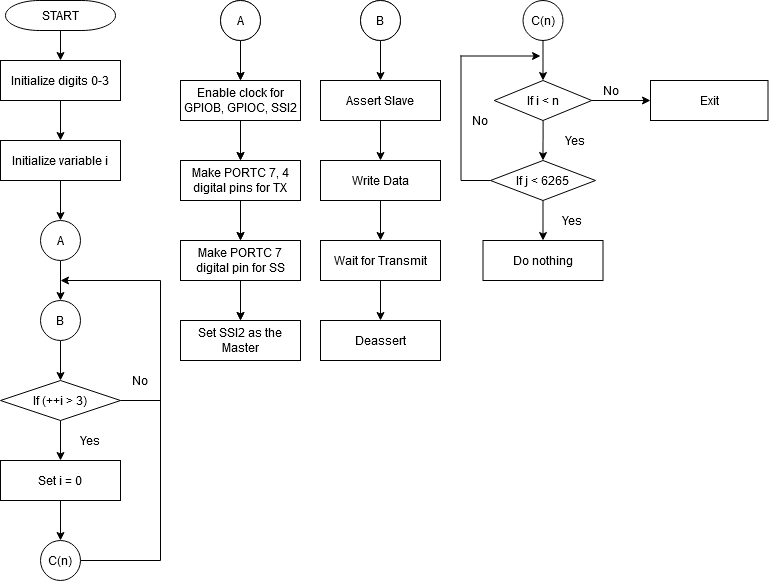 START
Initialize digits 0-3
Initialize variable i
A
B
If (++i > 3)
No
Yes
Set i = 0
C(n)
A
Enable clock for
GPIOB, GPIOC, SSI2
Make PORTC 7, 4
digital pins for TX
Make PORTC 7
digital pin for SS
Set SSI2 as the
Master
B
Assert Slave
Write Data
Wait for Transmit
Deassert
C(n)
If i < n
No
Exit
No
Yes
If j < 6265
Yes
Do nothing